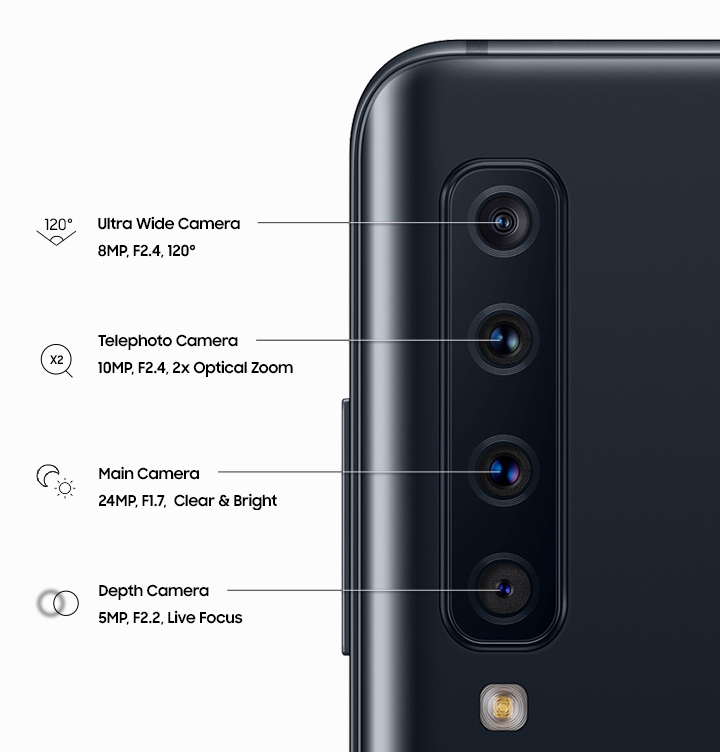 120°
Ultra Wide Camera
8MP, F2.4, 120°
X2
Telephoto Camera
10MP, F2.4, 2x Optical Zoom
Main Camera
24MP, F1.7, Clear & Bright
Depth Camera
5MP, F2.2, Live Focus